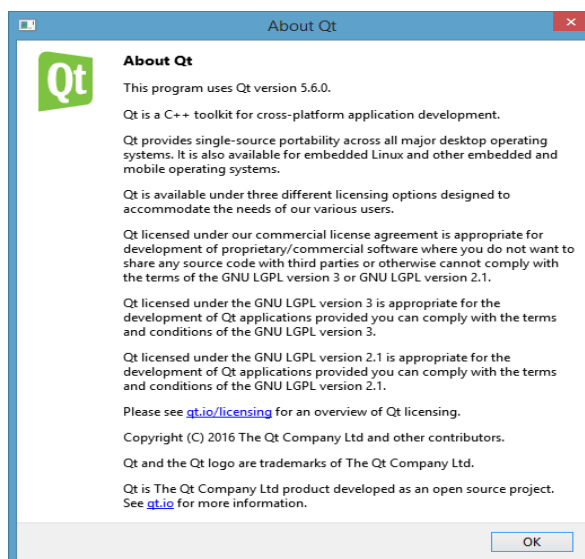 About Qt
Qt
About Qt
This program uses Qt version 5.6.0.
Qt is a C++ toolkit for cross-platform application development.
Qt provides single-source portability across all major desktop operating
systems. It is also available for embedded Linux and other embedded and
mobile operating systems.
Qt is available under three different licensing options designed to
accommodate the needs of our various users.
Qt licensed under our commercial license agreement is appropriate for
development of proprietary/commercial software where you do not want to
share any source code with third parties or otherwise cannot comply with
the terms of the GNU LGPL version 3 or GNU LGPL version 2.1.
Qt licensed under the GNU LGPL version 3 is appropriate for the
development of Qt applications provided you can comply with the terms
and conditions of the GNU LGPL version 3.
Qt licensed under the GNU LGPL version 2.1 is appropriate for the
development of Qt applications provided you can comply with the terms
and conditions of the GNU LGPL version 2.1.
Please see qt.io/licensing for an overview of Qt licensing.
Copyright (C) 2016 The Qt Company Ltd and other contributors.
Qt and the Qt logo are trademarks of The Qt Company Ltd.
Qt is The Qt Company Ltd product developed as an open source project.
See qt.io for more information.
OK